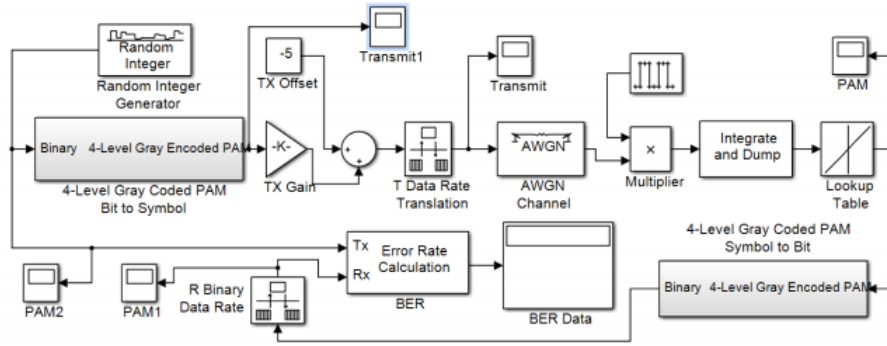 Random
Integer
Random Integer
Generator
-5
TX Offset
Transmit1
Transmit
PAM
Binary 4-Level Gray Encoded PAM
4-Level Gray Coded PAM
Bit to Symbol
-K-
TX Gain
+
+
T Data Rate
Translation
AWGN
AWGN
Channel
×
Multiplier
Integrate
and Dump
Lookup
Table
Tx
Rx
Error Rate
Calculation
BER
BER Data
PAM2
PAM1
R Binary
Data Rate
4-Level Gray Coded PAM
Symbol to Bit
Binary 4-Level Gray Encoded PAM